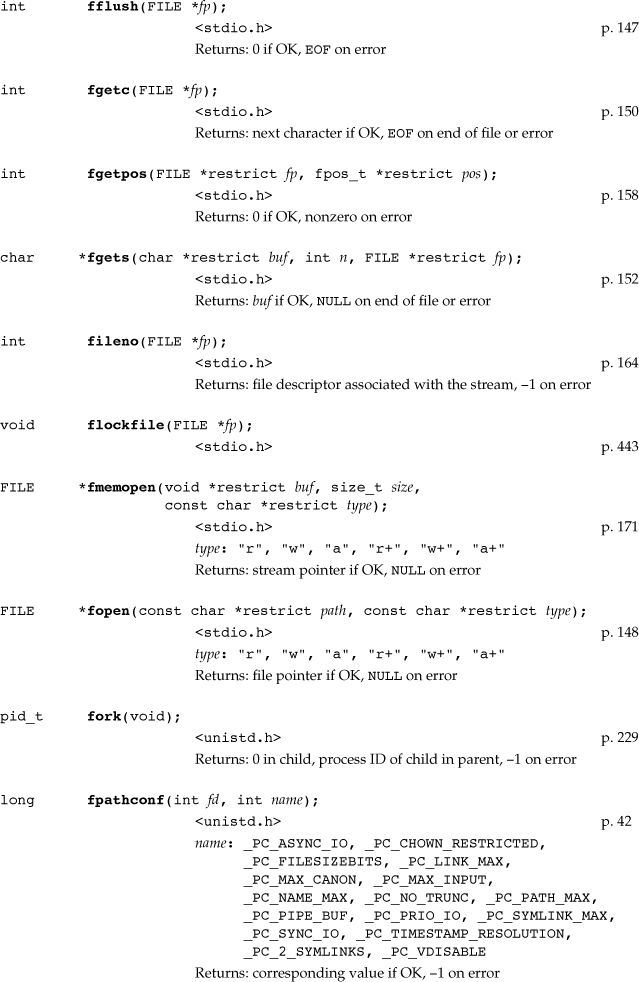 int fflush(FILE *fp);
<stdio.h> p. 147
Returns: 0 if OK, EOF on error
int fgetc(FILE *fp);
<stdio.h> p. 150
Returns: next character if OK, EOF on end of file or error
int fgetpos(FILE *restrict fp, fpos_t *restrict pos);
<stdio.h> p. 158
Returns: 0 if OK, nonzero on error
char *fgets(char *restrict buf, int n, FILE *restrict fp);
<stdio.h> p. 152
Returns: buf if OK, NULL on end of file or error
int fileno(FILE *fp);
<stdio.h> p. 164
Returns: file descriptor associated with the stream, –1 on error
void flockfile(FILE *fp);
<stdio.h> p. 443
FILE *fmemopen(void *restrict buf, size_t size,
const char *restrict type);
<stdio.h> p. 171
type: "r", "w", "a", "r+", "w+", "a+"
Returns: stream pointer if OK, NULL on error
FILE *fopen(const char *restrict path, const char *restrict type);
<stdio.h> p. 148
type: "r", "w", "a", "r+", "w+", "a+"
Returns: file pointer if OK, NULL on error
pid_t fork(void);
<unistd.h> p. 229
Returns: 0 in child, process ID of child in parent, –1 on error
long fpathconf(int fd, int name);
<unistd.h> p. 42
name: _PC_ASYNC_IO, _PC_CHOWN_RESTRICTED,
_PC_FILESIZEBITS, _PC_LINK_MAX,
_PC_MAX_CANON, _PC_MAX_INPUT,
_PC_NAME_MAX, _PC_NO_TRUNC, _PC_PATH_MAX,
_PC_PIPE_BUF, _PC_PRIO_IO, _PC_SYMLINK_MAX,
_PC_SYNC_IO, _PC_TIMESTAMP_RESOLUTION,
_PC_2_SYMLINKS, _PC_VDISABLE
Returns: corresponding value if OK, –1 on error